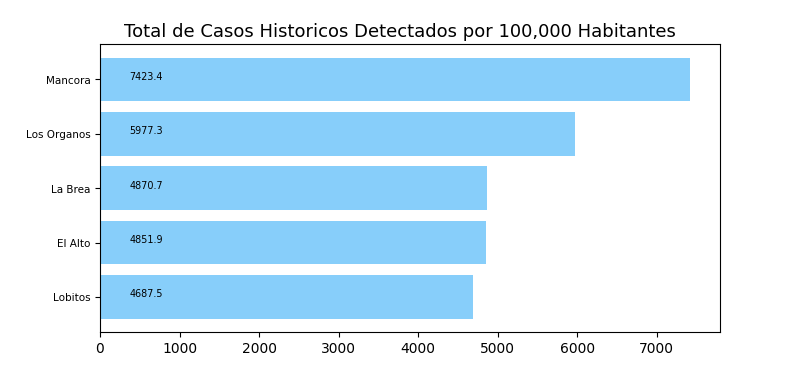 Total de Casos Historicos Detectados por 100,000 Habitantes
Mancora 7423.4
Los Organos 5977.3
La Brea 4870.7
El Alto 4851.9
Lobitos 4687.5
0 1000 2000 3000 4000 5000 6000 7000